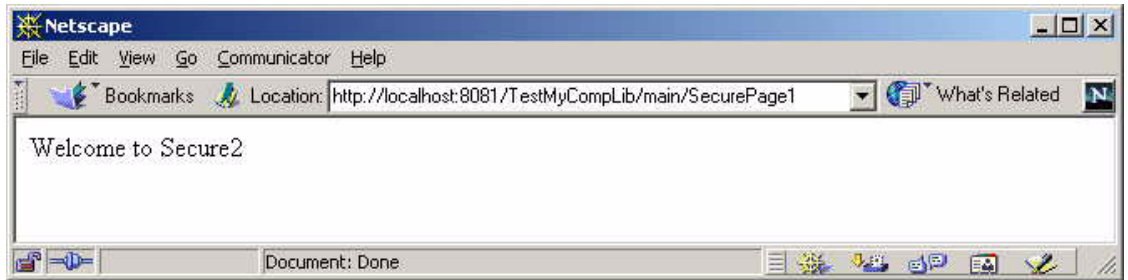 Netscape
File Edit View Go Communicator Help
Bookmarks Location: http://localhost:8081/TestMyCompLib/main/SecurePage1 What's Related N
Welcome to Secure2
Document: Done